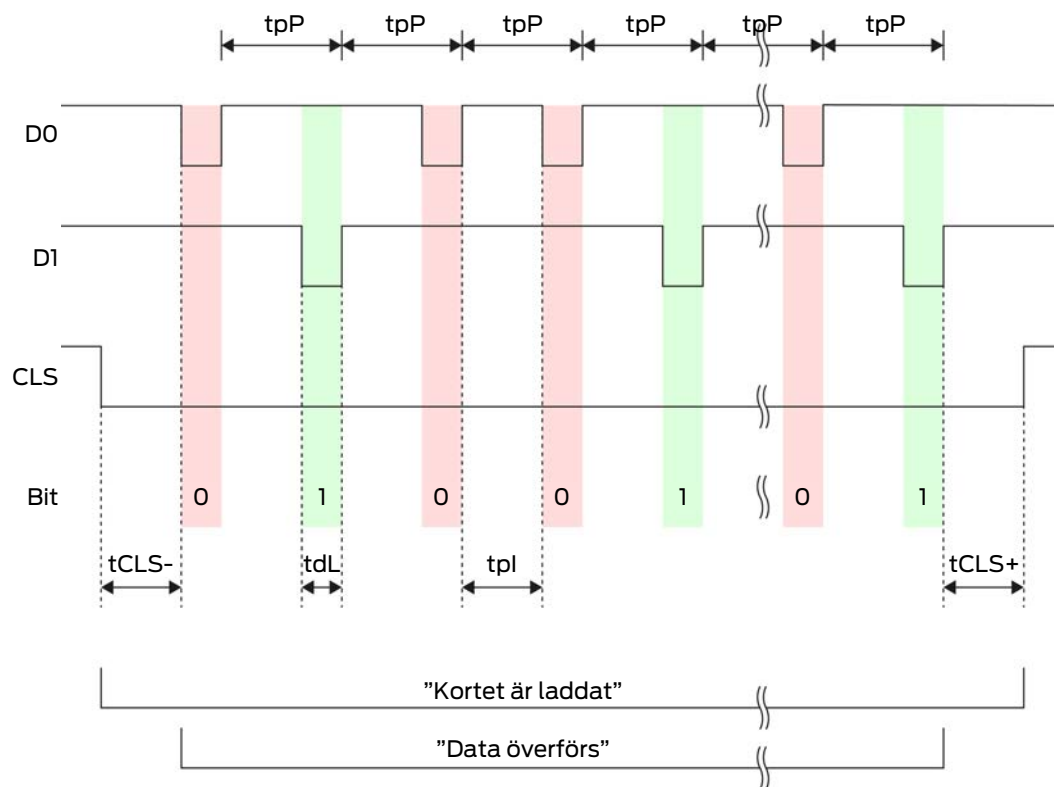 tpP tpP tpP tpP tpP tpP
D0
D1
CLS
Bit 0 1 0 0 1 0 1
tCLS- tdL tpI tCLS+
”Kortet är laddat”
”Data överförs”